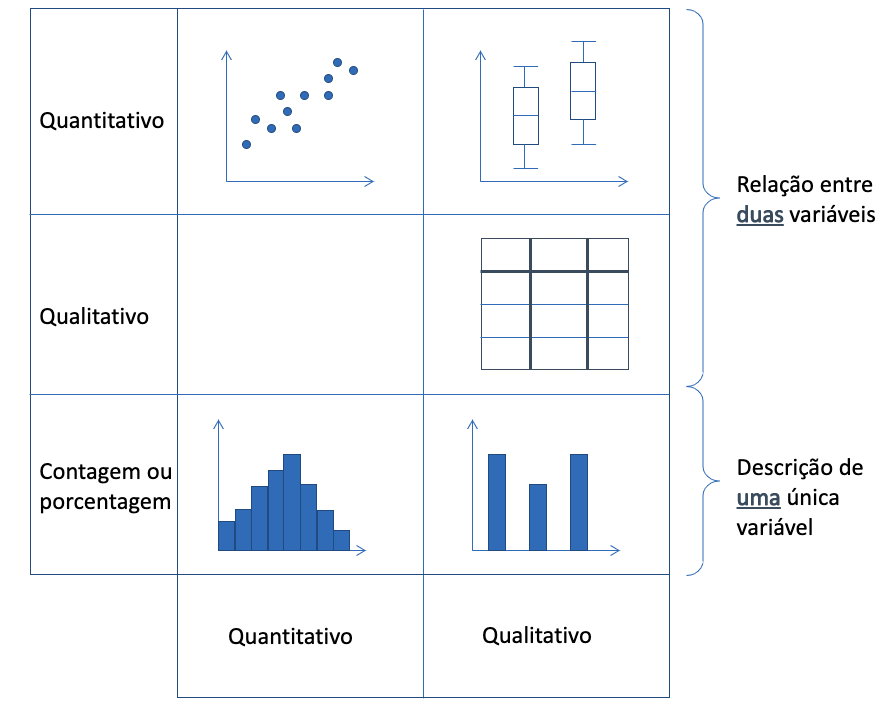 Quantitativo
Relação entre
duas variáveis
Qualitativo
Contagem ou
porcentagem
Descrição de
uma única
variável
Quantitativo
Qualitativo